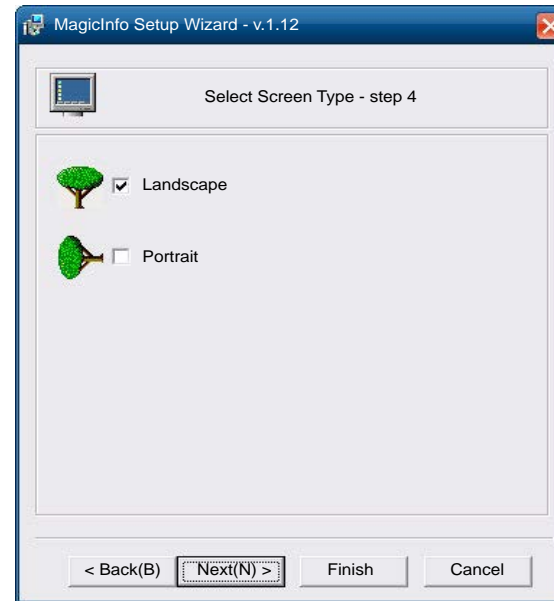 MagicInfo Setup Wizard - v.1.12
Select Screen Type - step 4
Landscape
Portrait
< Back(B) Next(N) > Finish Cancel